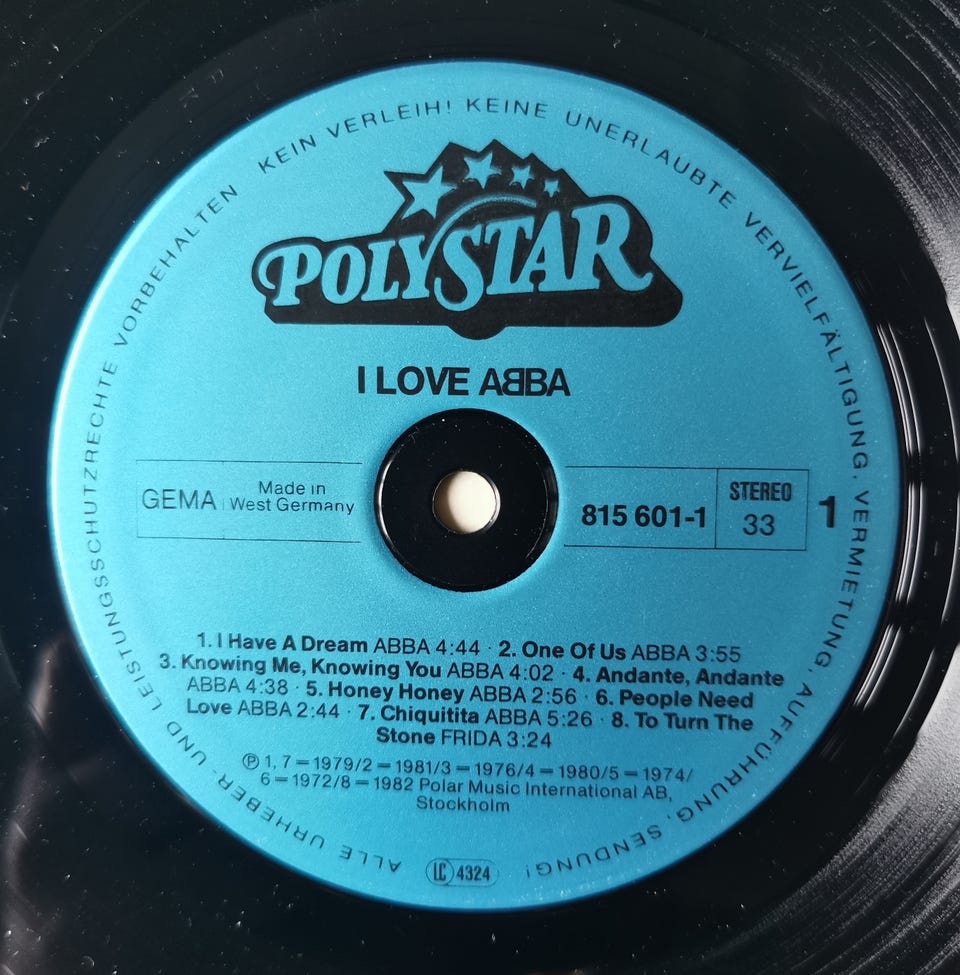 ALLE URHEBER- UND LEISTUNGSSCHUTZRECHTE VORBEHALTEN KEIN VERLEIH! KEINE UNERLAUBTE VERVIELFÄLTIGUNG, VERMIETUNG, AUFFÜHRUNG, SENDUNG!
POLYSTAR
I LOVE ABBA
GEMA
Made in
West Germany
815 601-1
STEREO
33
1
1. I Have A Dream ABBA 4:44 · 2. One Of Us ABBA 3:55
3. Knowing Me, Knowing You ABBA 4:02 · 4. Andante, Andante
ABBA 4:38 · 5. Honey Honey ABBA 2:56 · 6. People Need
Love ABBA 2:44 · 7. Chiquitita ABBA 5:26 · 8. To Turn The
Stone FRIDA 3:24
℗ 1, 7 – 1979/2 – 1981/3 – 1976/4 – 1980/5 – 1974/
6 – 1972/8 – 1982 Polar Music International AB,
Stockholm
LC 4324